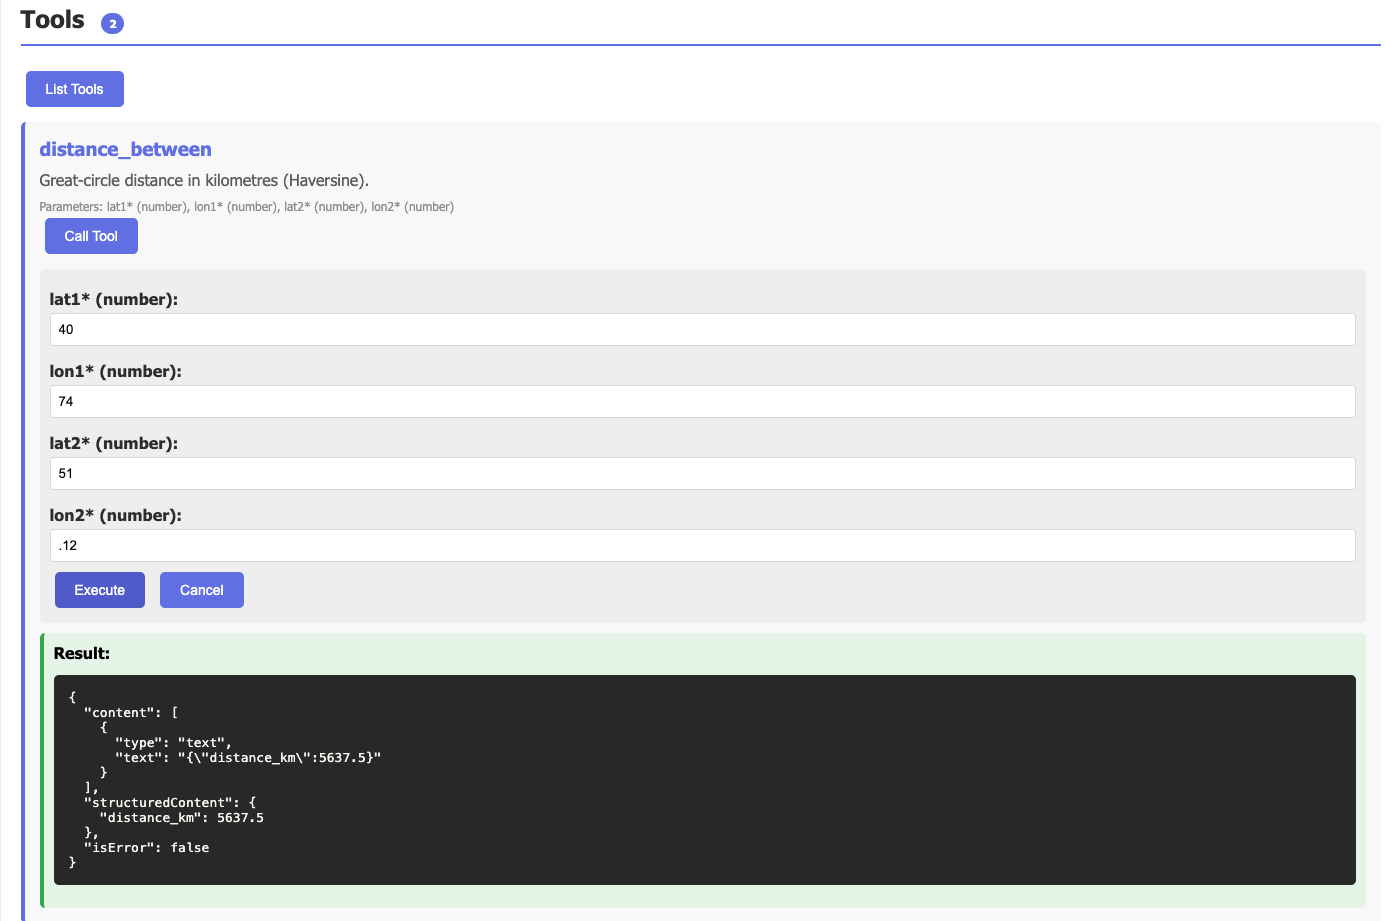 Tools 2
List Tools
distance_between
Great-circle distance in kilometres (Haversine).
Parameters: lat1* (number), lon1* (number), lat2* (number), lon2* (number)
Call Tool
lat1* (number):
40
lon1* (number):
74
lat2* (number):
51
lon2* (number):
.12
Execute Cancel
Result:
{
  "content": [
    {
      "type": "text",
      "text": "{\"distance_km\":5637.5}"
    }
  ],
  "structuredContent": {
    "distance_km": 5637.5
  },
  "isError": false
}